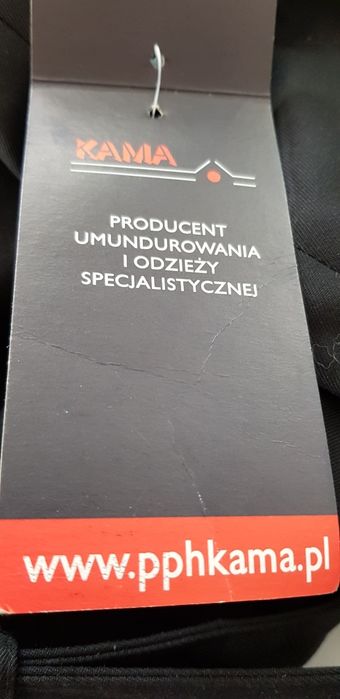 KAMA
PRODUCENT
UMUNDUROWANIA
I ODZIEŻY
SPECJALISTYCZNEJ
www.pphkama.pl